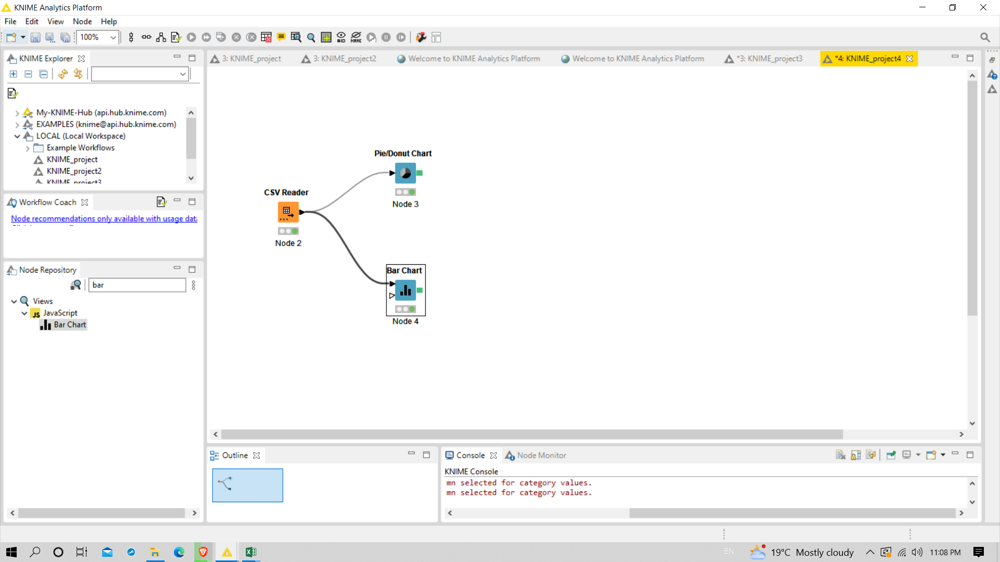 KNIME Analytics Platform
File Edit View Node Help
100%
#ID
NAME
KNIME Explorer
3: KNIME_project
3: KNIME_project2
Welcome to KNIME Analytics Platform
Welcome to KNIME Analytics Platform
*3: KNIME_project3
*4: KNIME_project4
My-KNIME-Hub (api.hub.knime.com)
EXAMPLES (knime@api.hub.knime.com)
LOCAL (Local Workspace)
Example Workflows
KNIME_project
KNIME_project2
KNIME_project3
Workflow Coach
Node recommendations only available with usage data
Node Repository
bar
Views
JS JavaScript
Bar Chart
Pie/Donut Chart
Node 3
CSV Reader
Node 2
Bar Chart
Node 4
Outline
Console
Node Monitor
KNIME Console
mn selected for category values.
mn selected for category values.
EN
19°C Mostly cloudy
11:08 PM